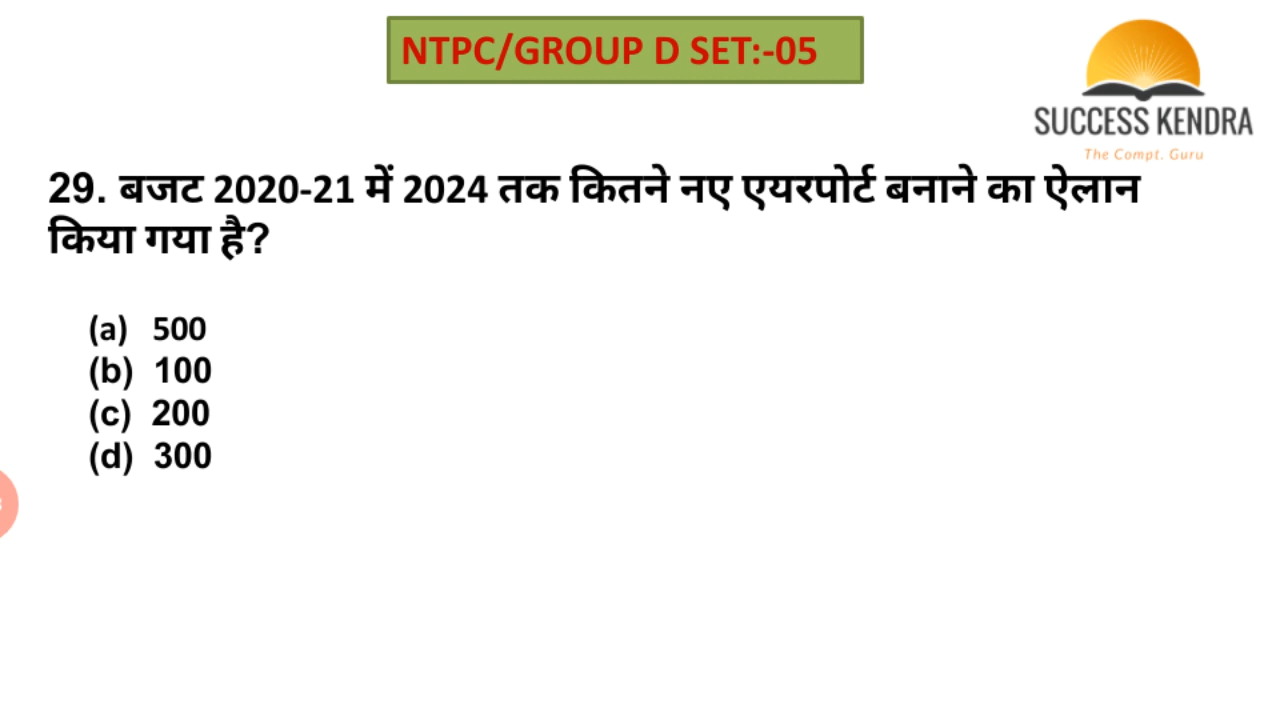 NTPC/GROUP D SET:-05
SUCCESS KENDRA
The Compt. Guru
29. बजट 2020-21 में 2024 तक कितने नए एयरपोर्ट बनाने का ऐलान
किया गया है?
(a) 500
(b) 100
(c) 200
(d) 300